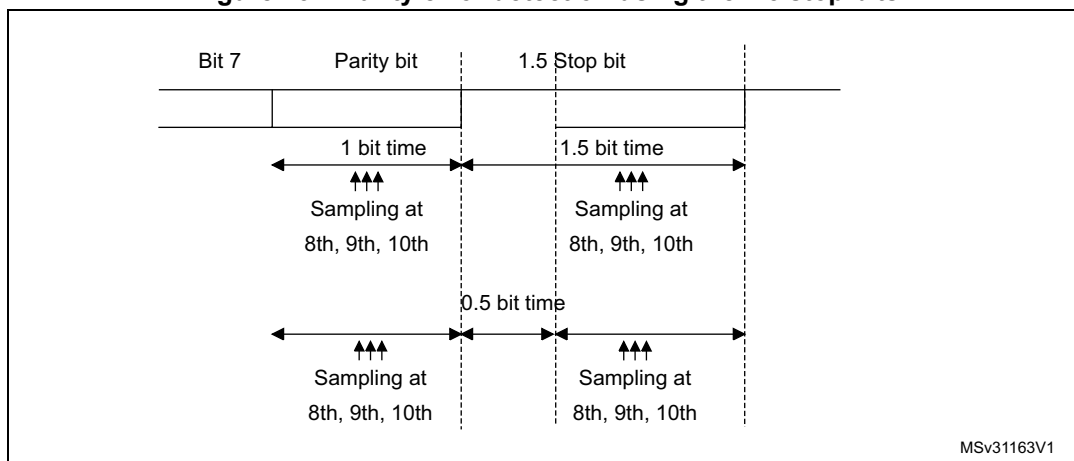 Bit 7 Parity bit 1.5 Stop bit
1 bit time 1.5 bit time
Sampling at Sampling at
8th, 9th, 10th 8th, 9th, 10th
0.5 bit time
Sampling at Sampling at
8th, 9th, 10th 8th, 9th, 10th
MSv31163V1